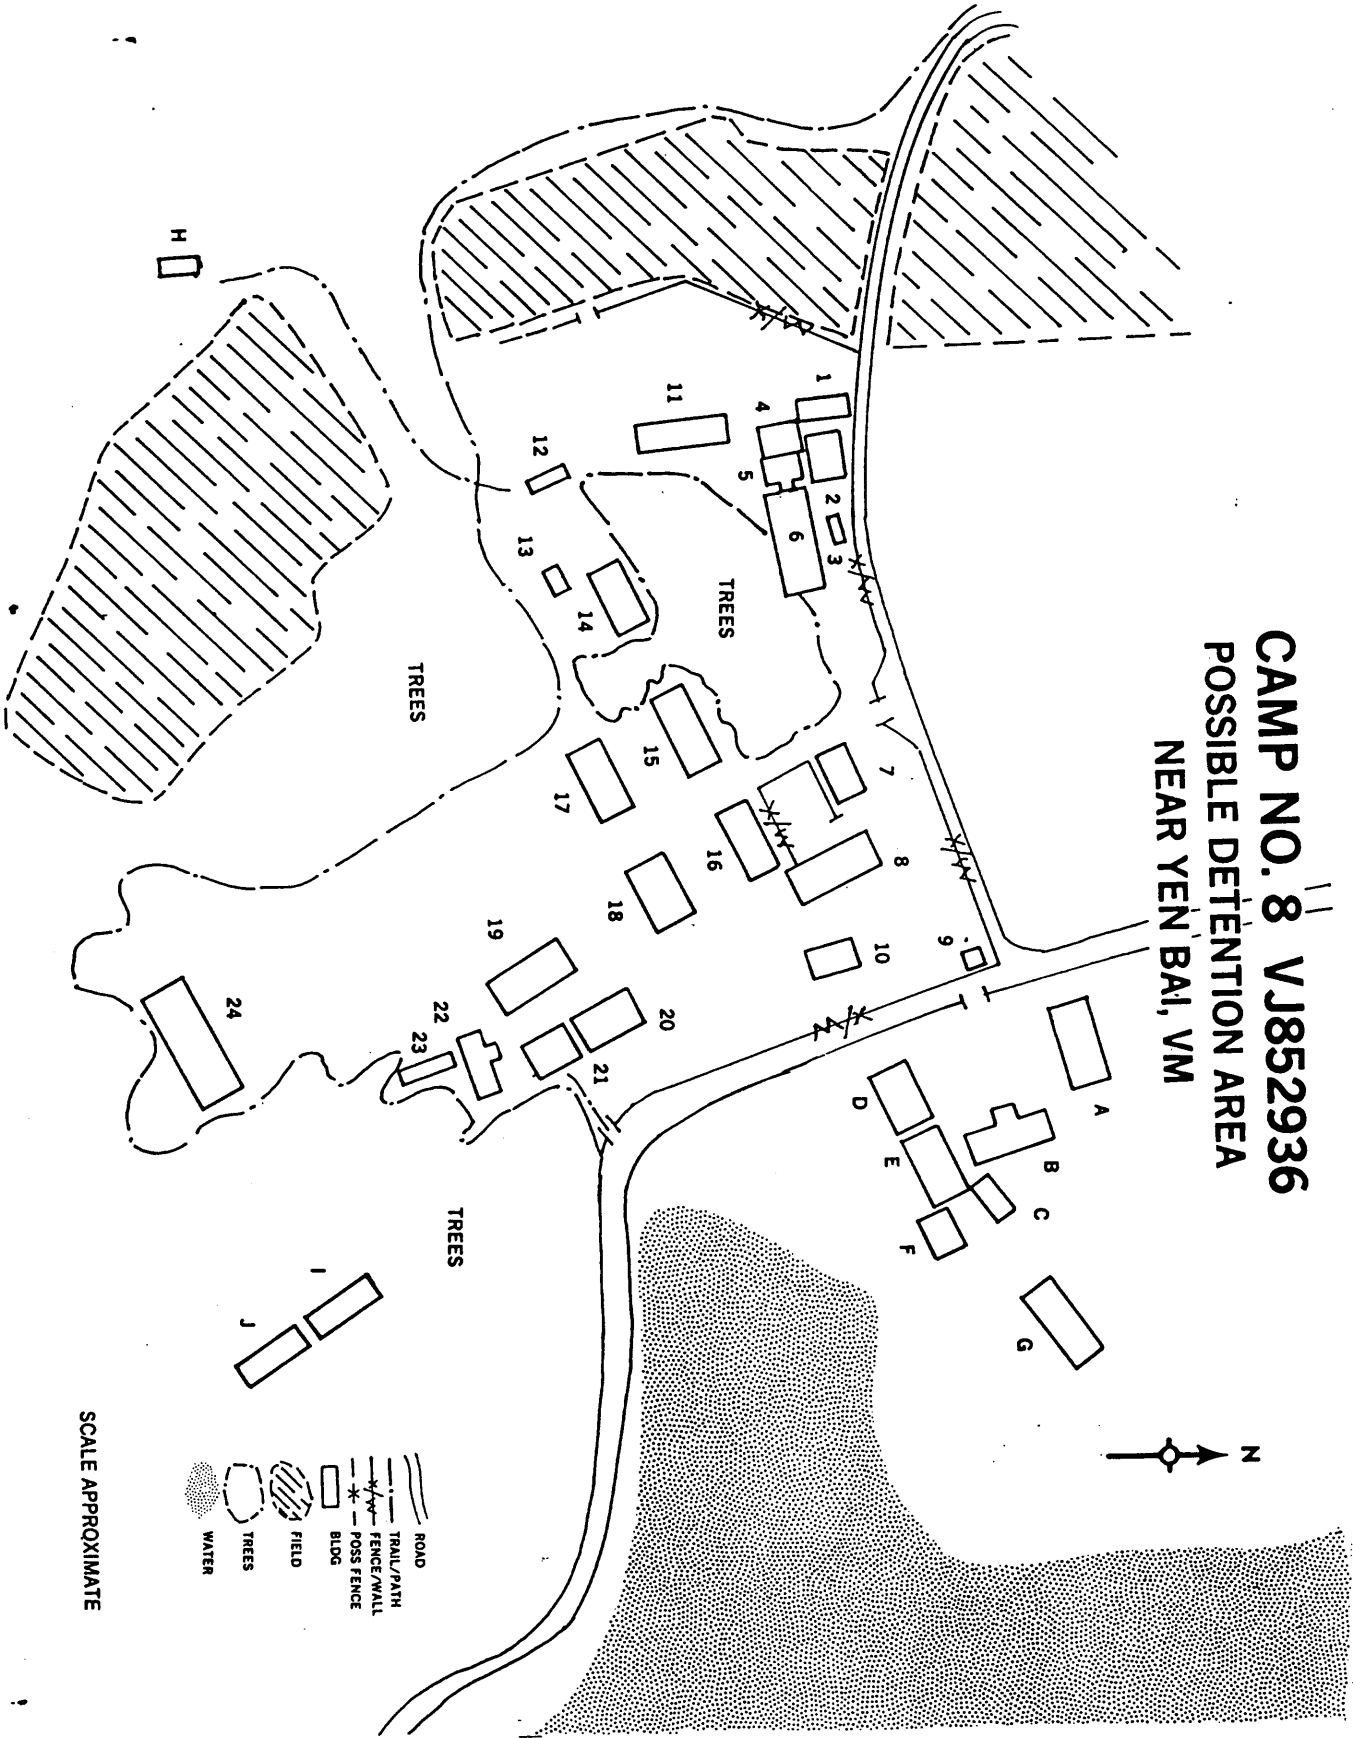 CAMP NO. 8 VJ852936
POSSIBLE DETENTION AREA
NEAR YEN BAI, VM
N
1
2
3
4
5
6
7
8
9
10
11
12
13
14
15
16
17
18
19
20
21
22
23
24
A
B
C
D
E
F
G
H
I
J
TREES
TREES
TREES
X/W
X/W
X/W
X/W
ROAD
TRAIL/PATH
X/W FENCE/WALL
X POSS FENCE
BLDG
FIELD
TREES
WATER
SCALE APPROXIMATE